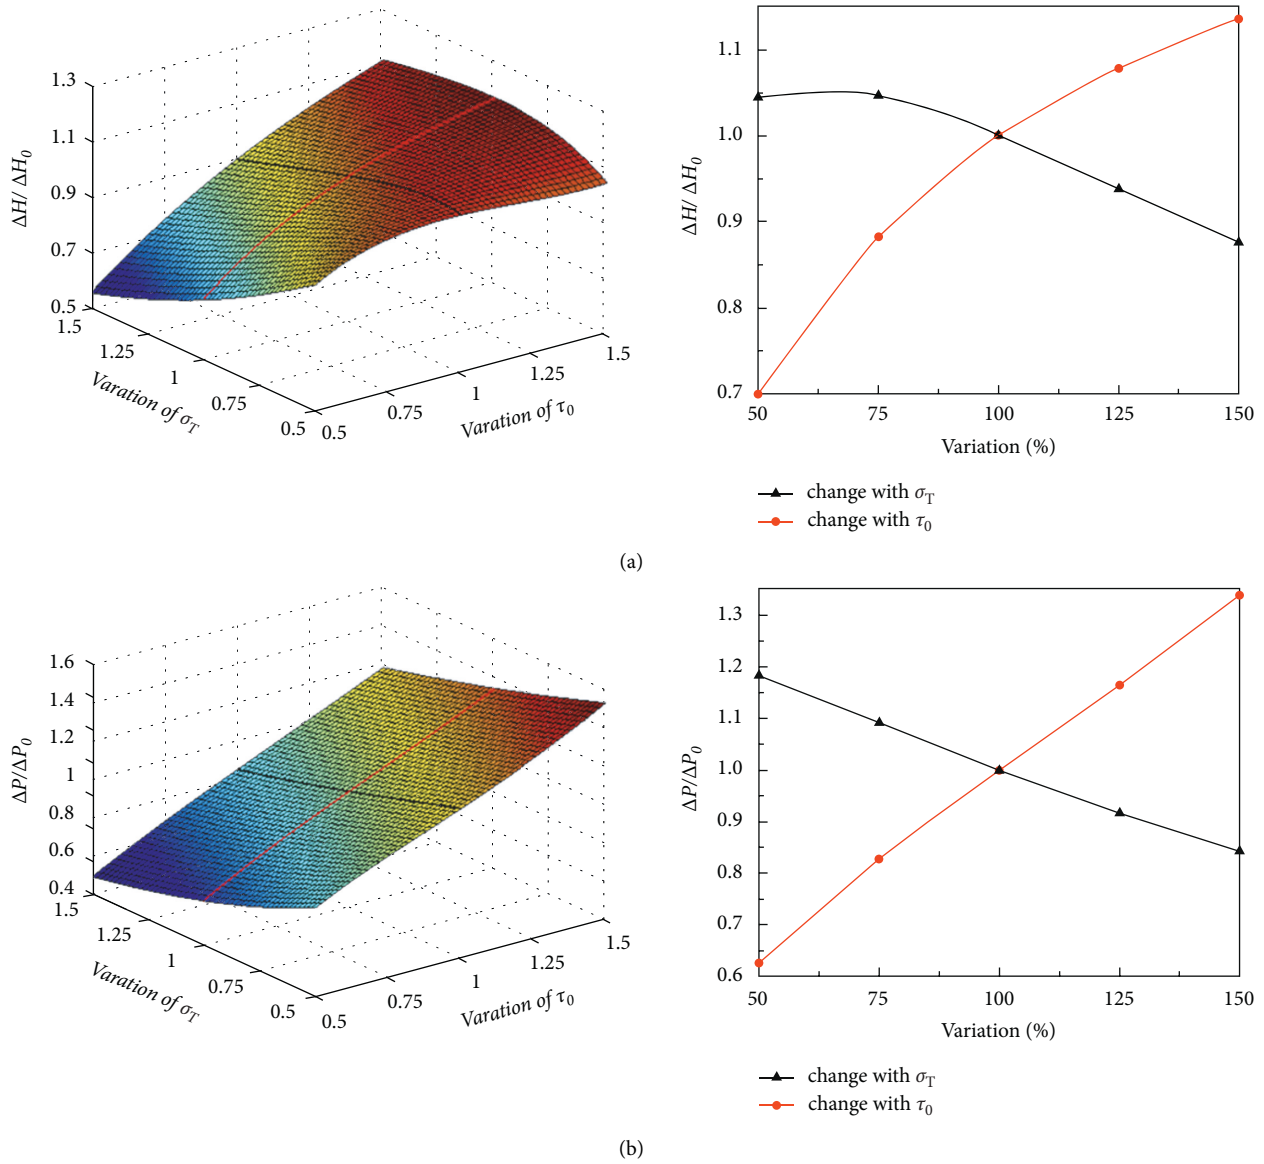 1.3
1.1
0.9
0.7
0.5
ΔH/ ΔH0
1.5
1.25
1
0.75
0.5
Varation of σT
0.5
0.75
1
1.25
1.5
Varation of τ0
1.1
1.0
0.9
0.8
0.7
ΔH/ ΔH0
50 75 100 125 150
Variation (%)
change with σT
change with τ0
(a)
1.6
1.4
1.2
1
0.8
0.6
0.4
ΔP/ΔP0
1.5
1.25
1
0.75
0.5
Varation of σT
0.5
0.75
1
1.25
1.5
Varation of τ0
1.3
1.2
1.1
1.0
0.9
0.8
0.7
0.6
ΔP/ΔP0
50 75 100 125 150
Variation (%)
change with σT
change with τ0
(b)